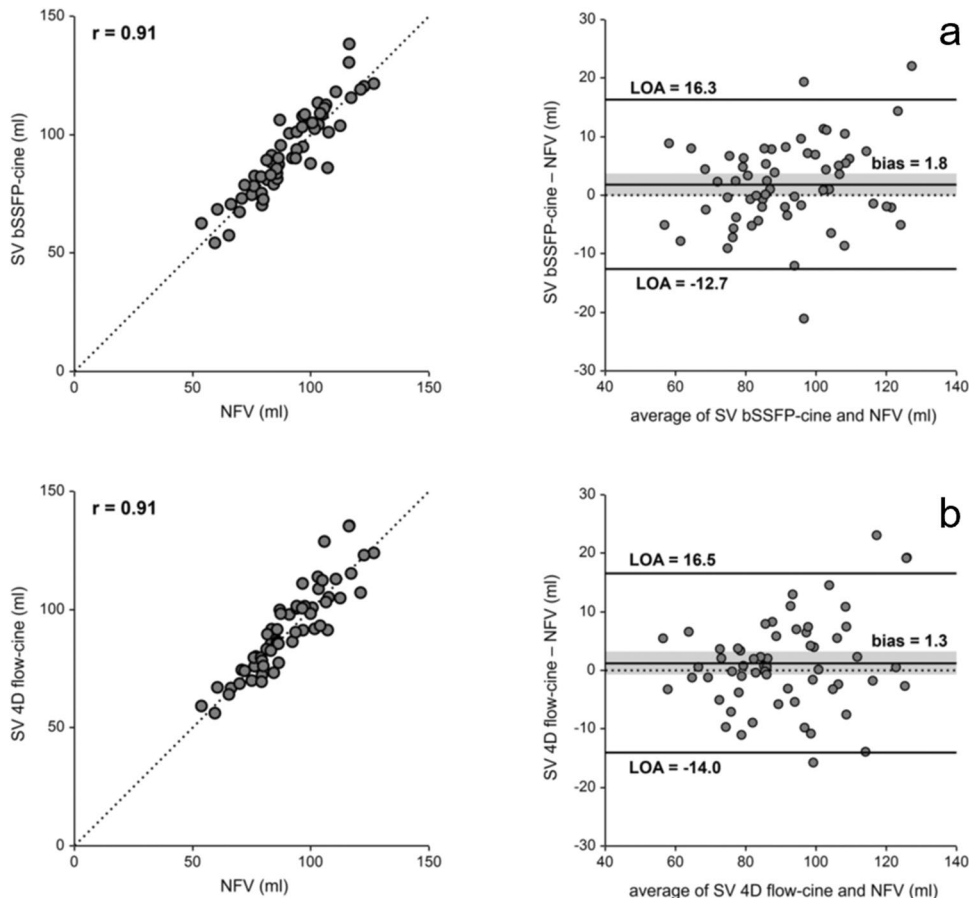 r = 0.91
150
100
50
0
SV bSSFP-cine (ml)
0
50
100
150
NFV (ml)
a
30
20
10
0
-10
-20
-30
SV bSSFP-cine – NFV (ml)
LOA = 16.3
bias = 1.8
LOA = -12.7
40
60
80
100
120
140
average of SV bSSFP-cine and NFV (ml)
r = 0.91
150
100
50
0
SV 4D flow-cine (ml)
0
50
100
150
NFV (ml)
b
30
20
10
0
-10
-20
-30
SV 4D flow-cine – NFV (ml)
LOA = 16.5
bias = 1.3
LOA = -14.0
40
60
80
100
120
140
average of SV 4D flow-cine and NFV (ml)